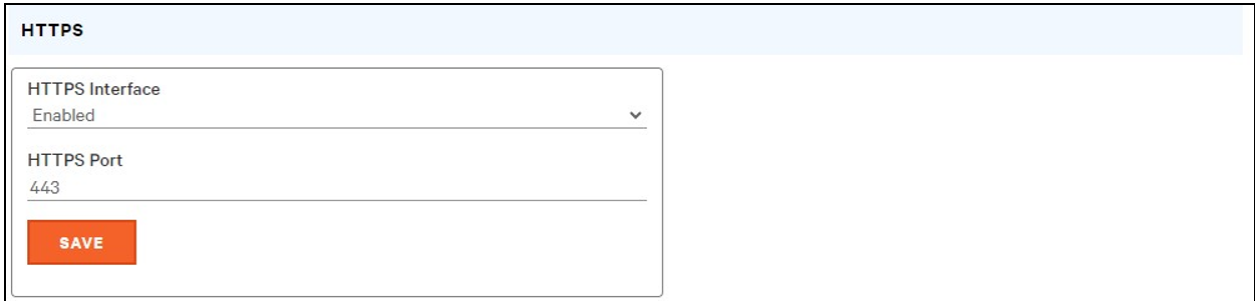 HTTPS
HTTPS Interface
Enabled
HTTPS Port
443
SAVE